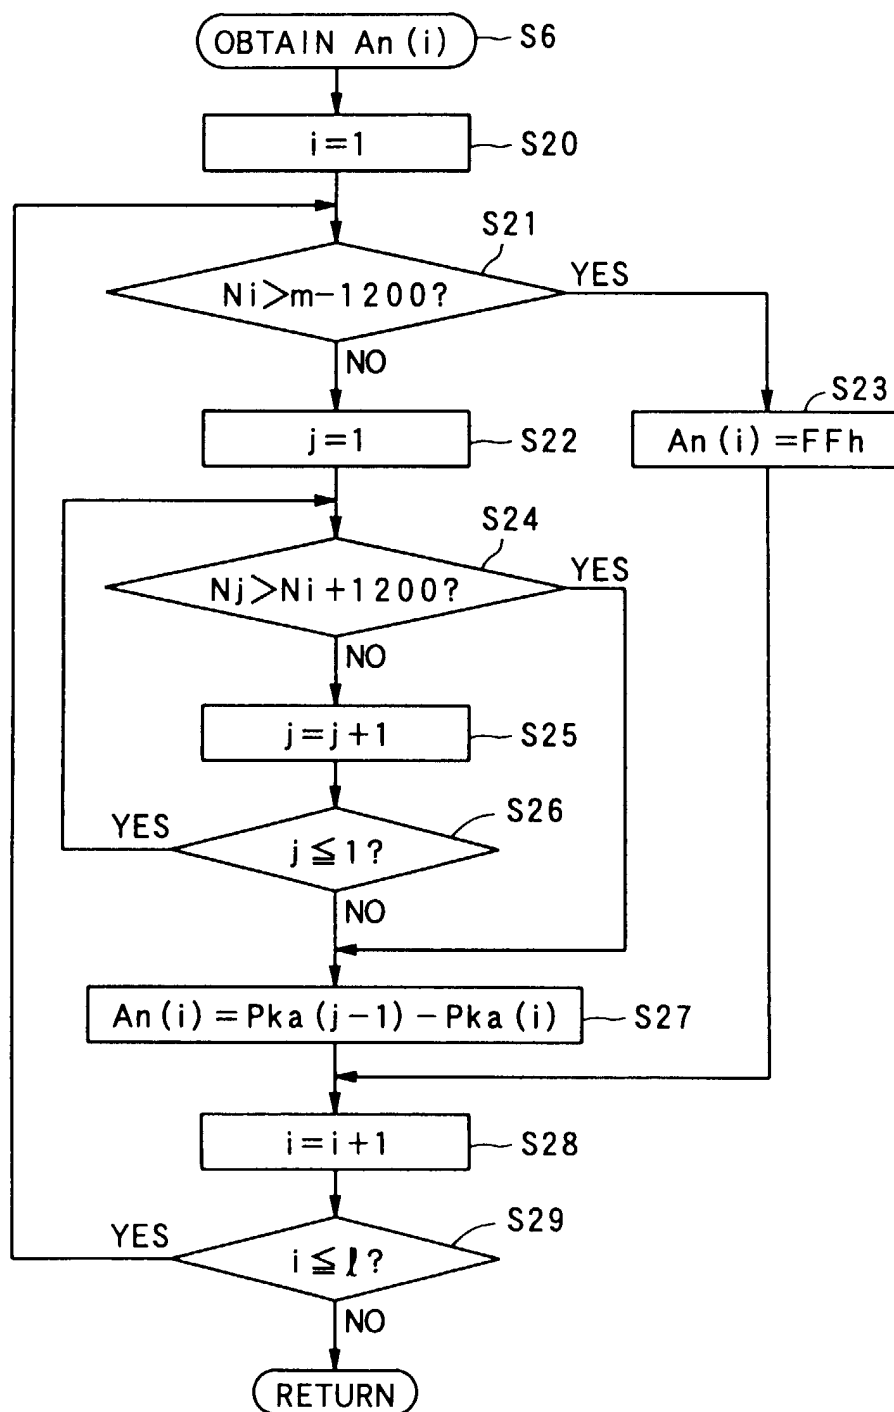 OBTAIN An(i) S6
i=1 S20
S21
Ni>m-1200? YES
NO
S23
j=1 S22
An(i)=FFh
S24
Nj>Ni+1200? YES
NO
j=j+1 S25
S26
YES
j≦1?
NO
An(i)=Pka(j-1)-Pka(i) S27
i=i+1 S28
S29
YES
i≦l?
NO
RETURN